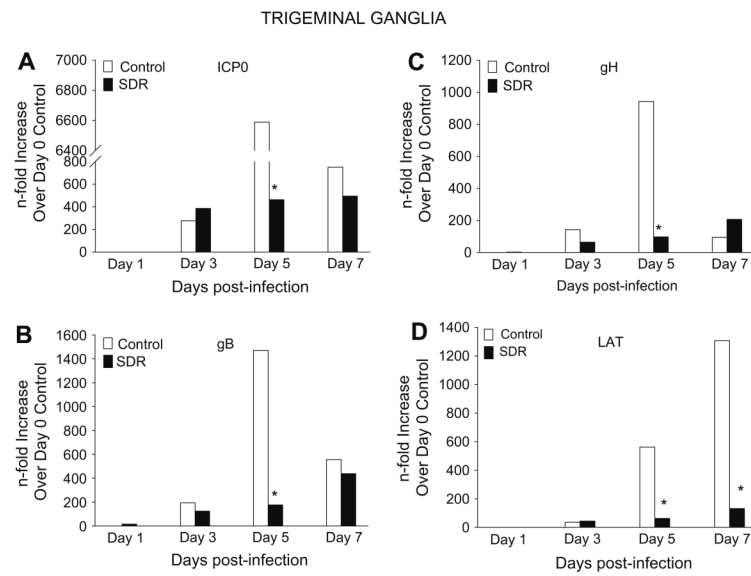 TRIGEMINAL GANGLIA
A
ICP0
Control
SDR
n-fold Increase
Over Day 0 Control
7000
6800
6600
6400
800
600
400
200
0
*
Day 1 Day 3 Day 5 Day 7
Days post-infection
B
gB
Control
SDR
n-fold Increase
Over Day 0 Control
1600
1400
1200
1000
800
600
400
200
0
*
Day 1 Day 3 Day 5 Day 7
Days post-infection
C
gH
Control
SDR
n-fold Increase
Over Day 0 Control
1200
1000
800
600
400
200
0
*
Day 1 Day 3 Day 5 Day 7
Days post-infection
D
LAT
Control
SDR
n-fold Increase
Over Day 0 Control
1400
1200
1000
800
600
400
200
0
*
*
Day 1 Day 3 Day 5 Day 7
Days post-infection